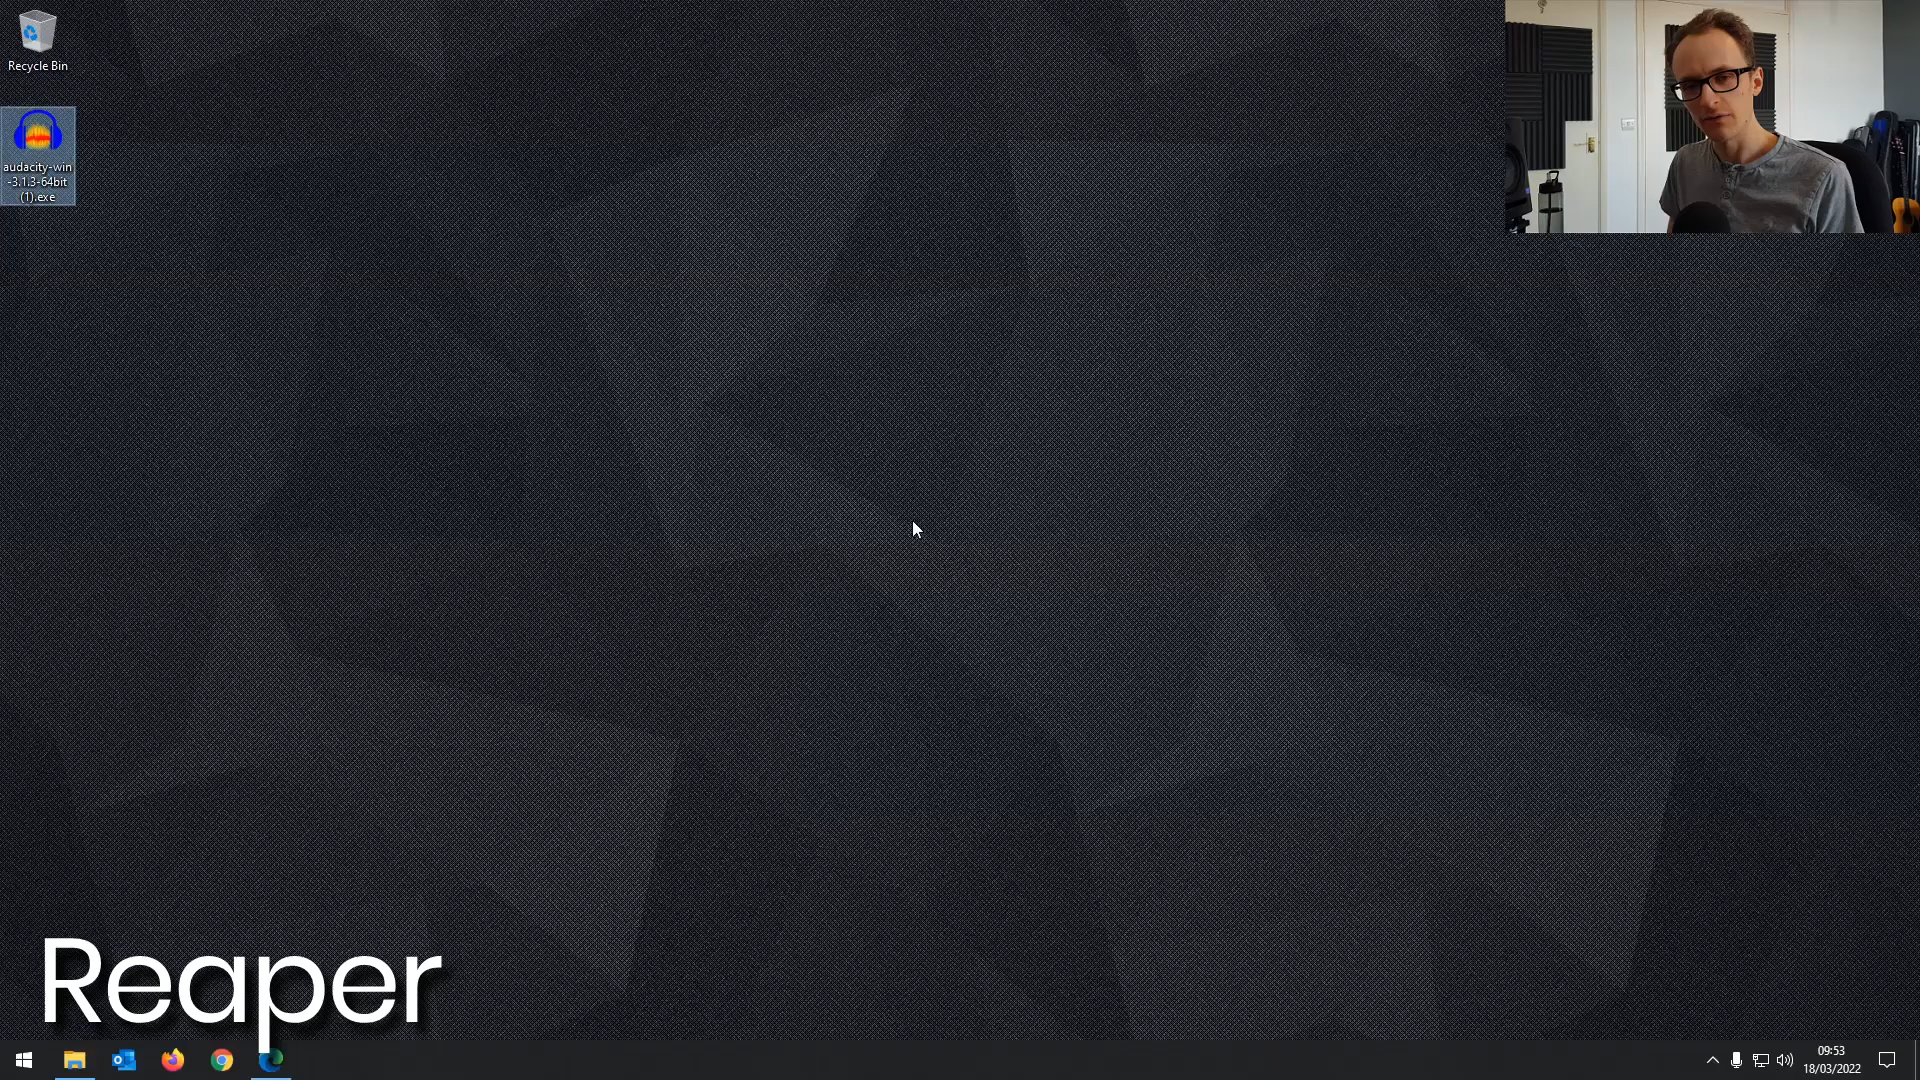 Recycle Bin
audacity-win
-3.1.3-64bit
(1).exe
Reaper
09:53
18/03/2022